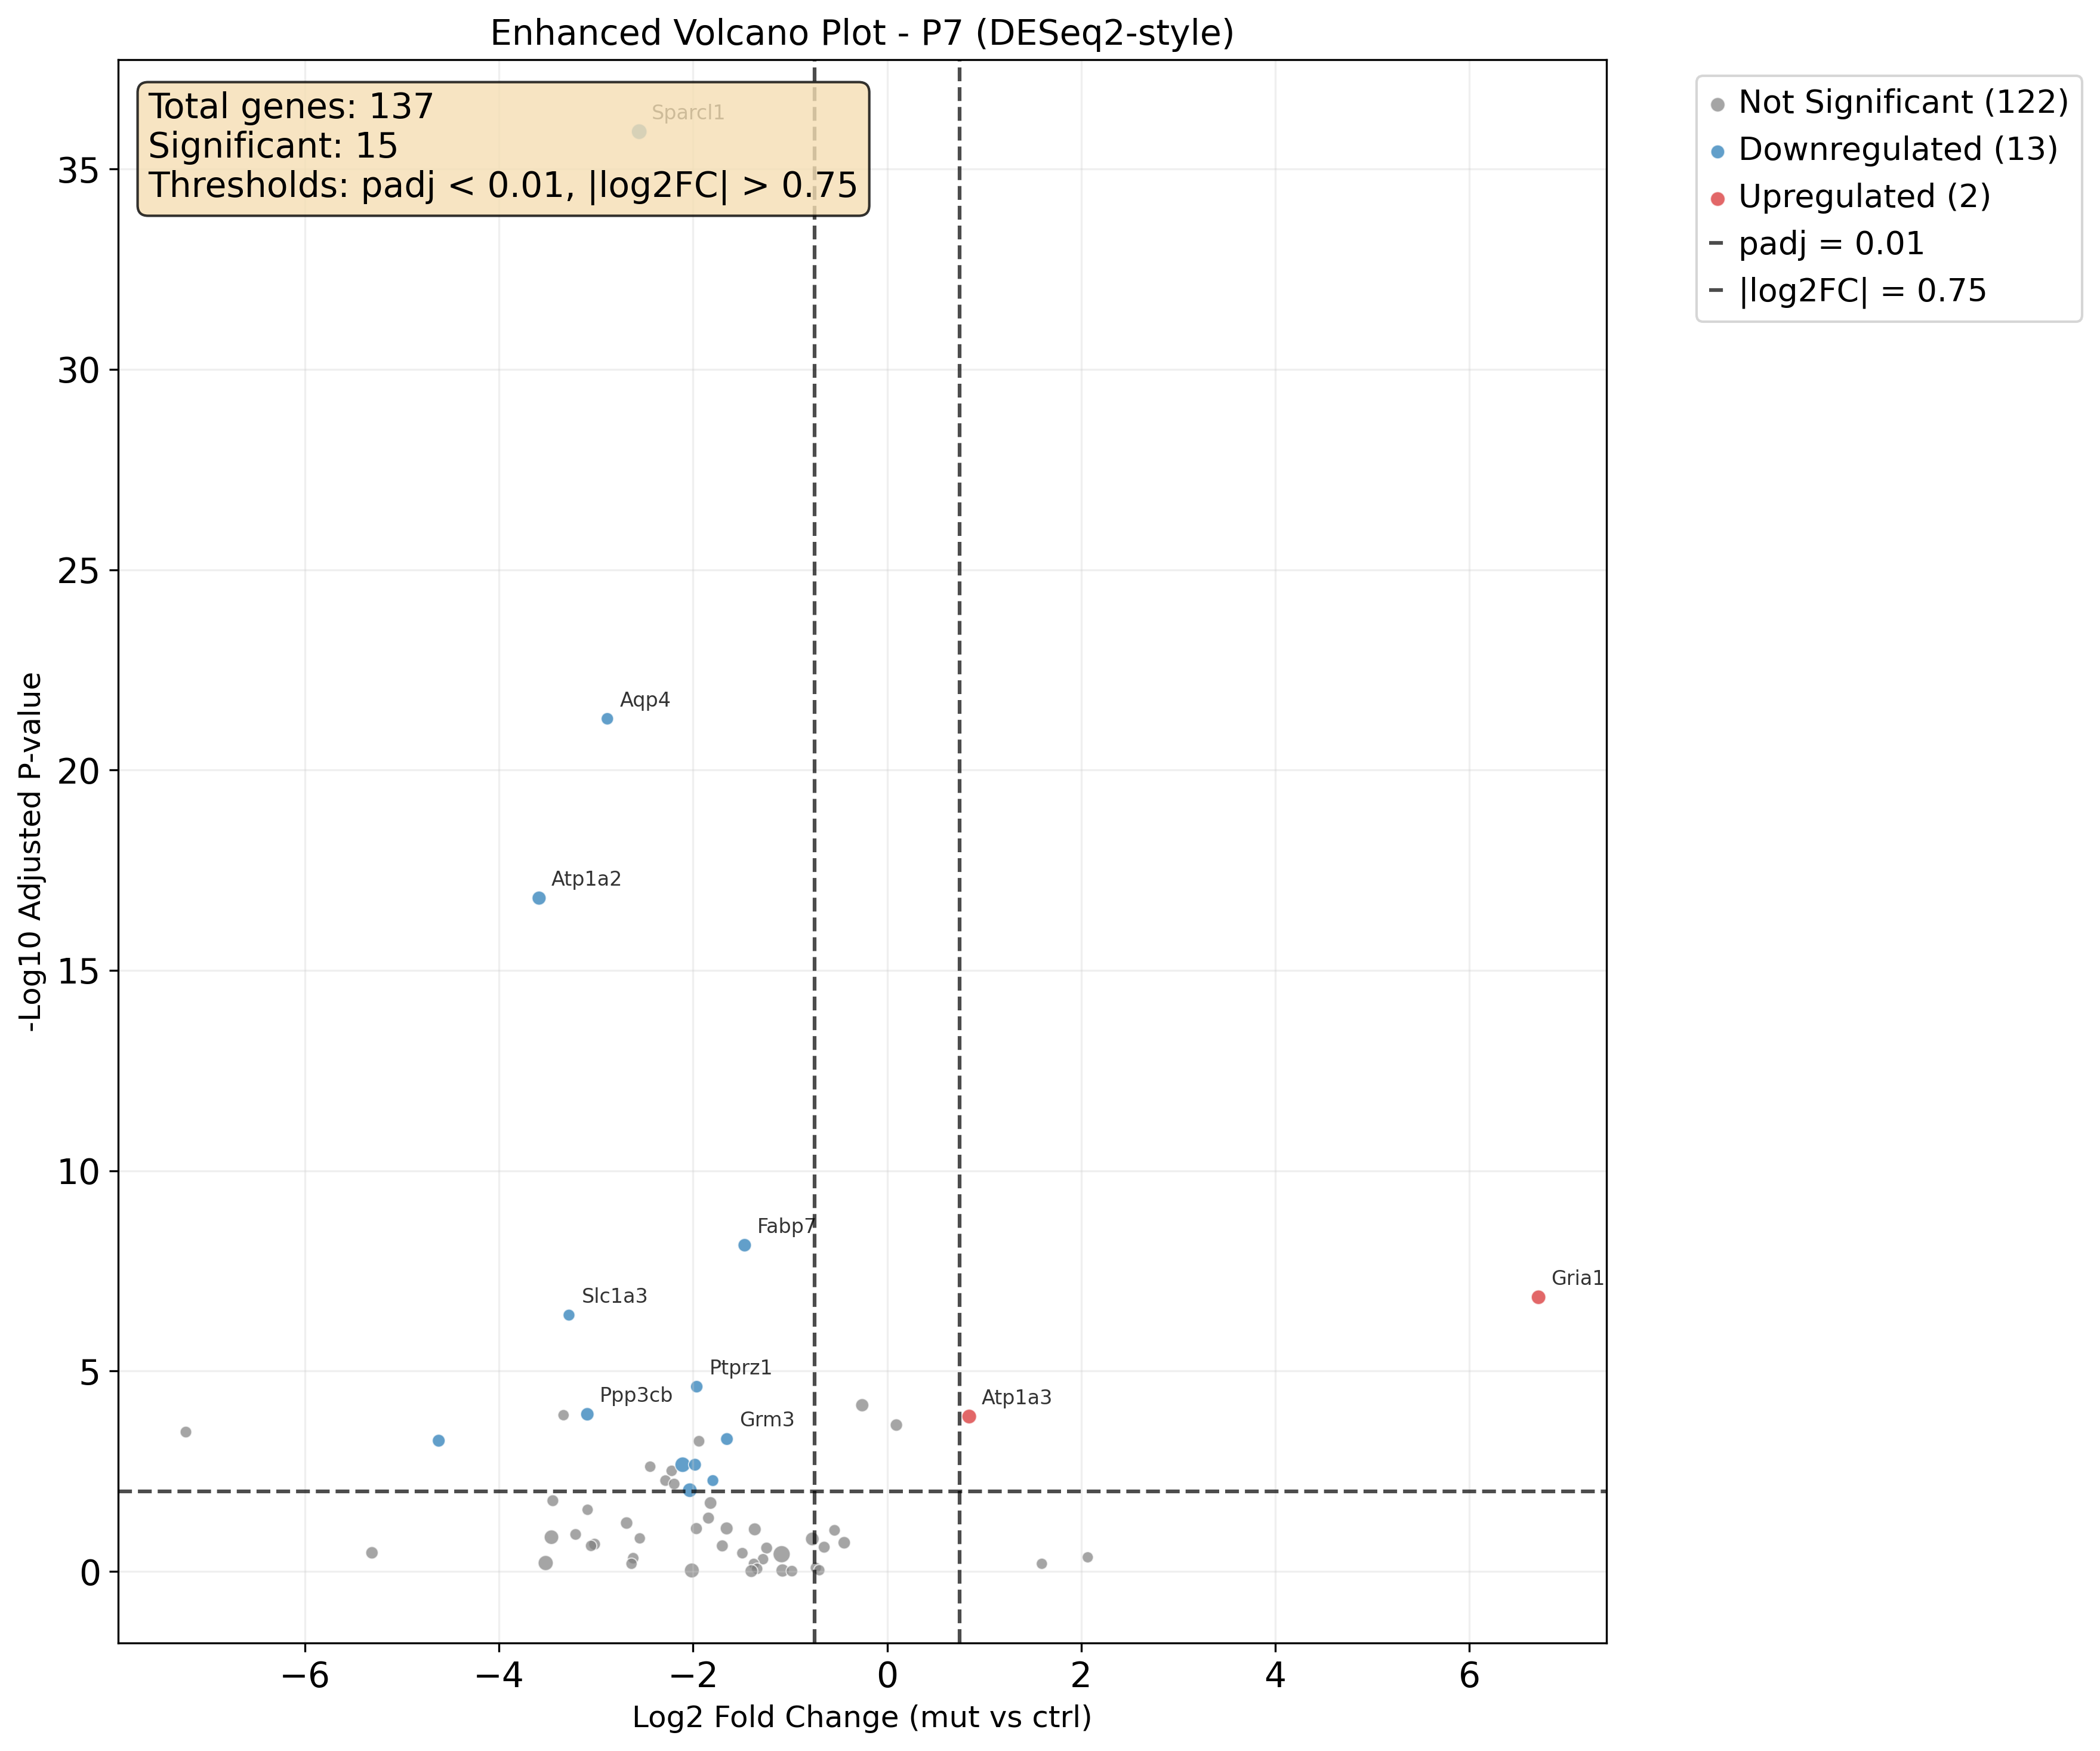 Enhanced Volcano Plot - P7 (DESeq2-style)
Total genes: 137
Significant: 15
Thresholds: padj < 0.01, |log2FC| > 0.75
Sparcl1
Not Significant (122)
Downregulated (13)
Upregulated (2)
padj = 0.01
|log2FC| = 0.75
35
30
25
20
15
10
5
0
-Log10 Adjusted P-value
Aqp4
Atp1a2
Fabp7
Gria1
Slc1a3
Ptprz1
Ppp3cb
Atp1a3
Grm3
−6
−4
−2
0
2
4
6
Log2 Fold Change (mut vs ctrl)